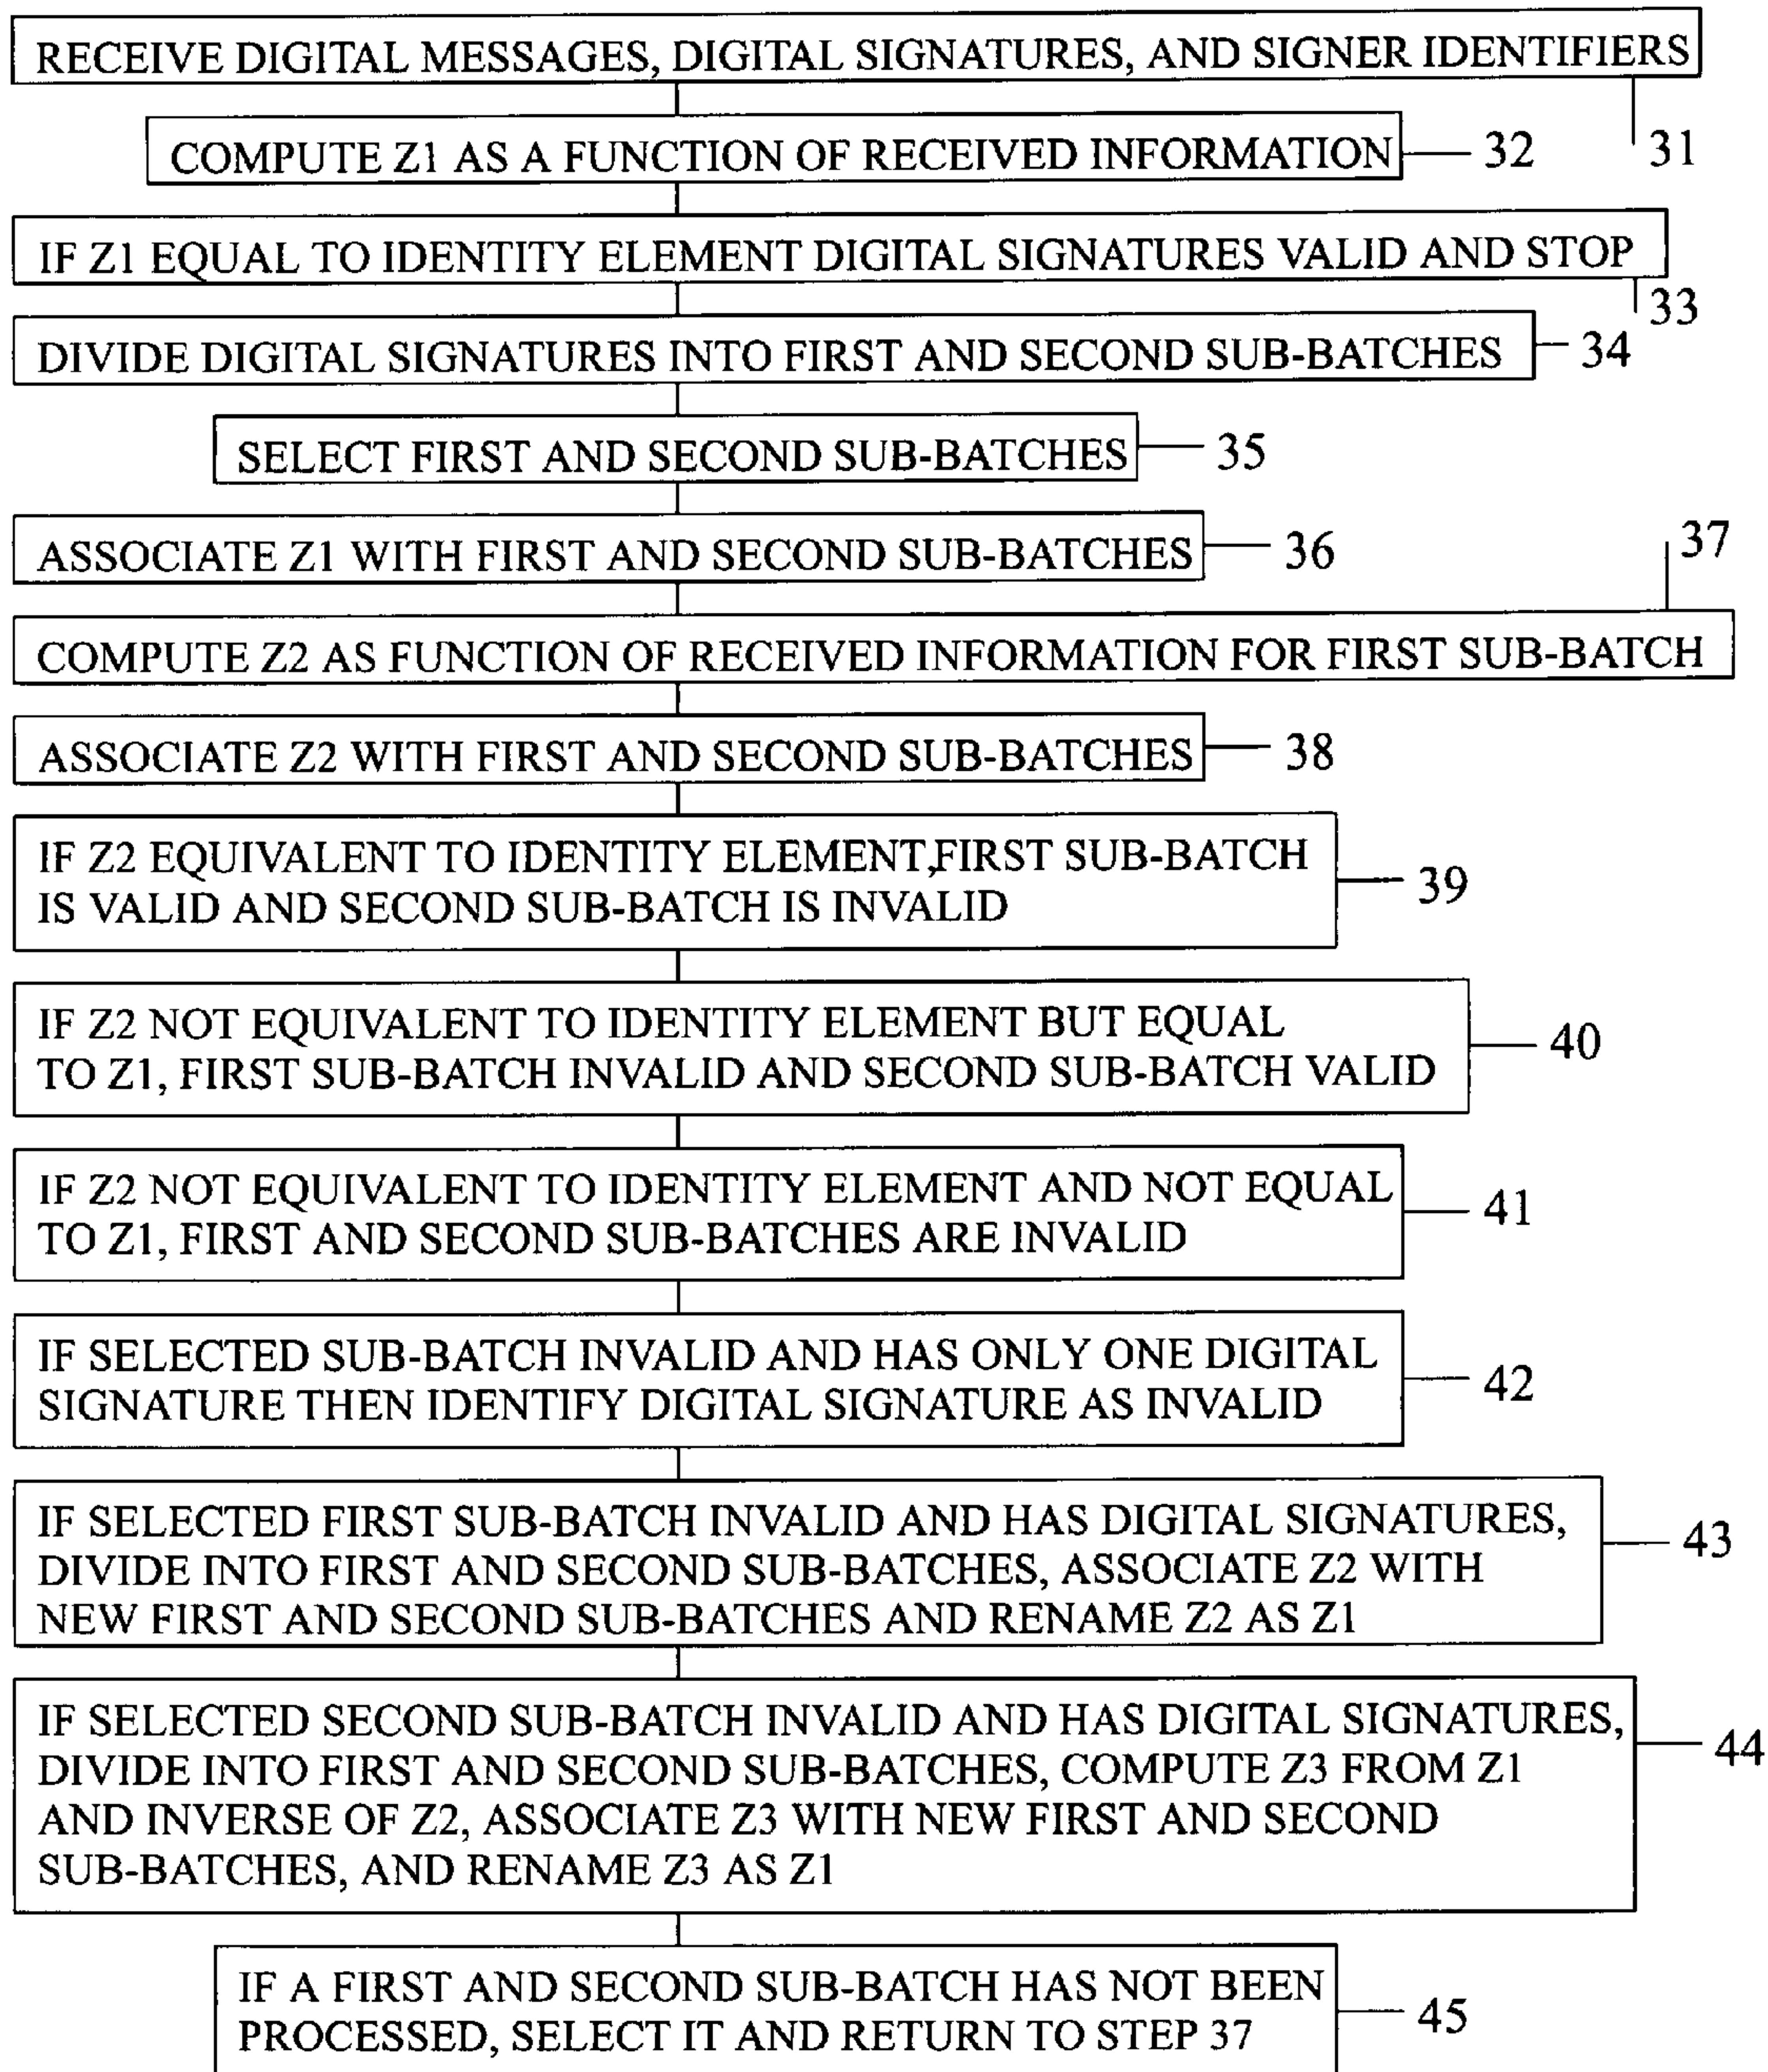 RECEIVE DIGITAL MESSAGES, DIGITAL SIGNATURES, AND SIGNER IDENTIFIERS
31
COMPUTE Z1 AS A FUNCTION OF RECEIVED INFORMATION
32
IF Z1 EQUAL TO IDENTITY ELEMENT DIGITAL SIGNATURES VALID AND STOP
33
DIVIDE DIGITAL SIGNATURES INTO FIRST AND SECOND SUB-BATCHES
34
SELECT FIRST AND SECOND SUB-BATCHES
35
ASSOCIATE Z1 WITH FIRST AND SECOND SUB-BATCHES
36
37
COMPUTE Z2 AS FUNCTION OF RECEIVED INFORMATION FOR FIRST SUB-BATCH
ASSOCIATE Z2 WITH FIRST AND SECOND SUB-BATCHES
38
IF Z2 EQUIVALENT TO IDENTITY ELEMENT,FIRST SUB-BATCH
IS VALID AND SECOND SUB-BATCH IS INVALID
39
IF Z2 NOT EQUIVALENT TO IDENTITY ELEMENT BUT EQUAL
TO Z1, FIRST SUB-BATCH INVALID AND SECOND SUB-BATCH VALID
40
IF Z2 NOT EQUIVALENT TO IDENTITY ELEMENT AND NOT EQUAL
TO Z1, FIRST AND SECOND SUB-BATCHES ARE INVALID
41
IF SELECTED SUB-BATCH INVALID AND HAS ONLY ONE DIGITAL
SIGNATURE THEN IDENTIFY DIGITAL SIGNATURE AS INVALID
42
IF SELECTED FIRST SUB-BATCH INVALID AND HAS DIGITAL SIGNATURES,
DIVIDE INTO FIRST AND SECOND SUB-BATCHES, ASSOCIATE Z2 WITH
NEW FIRST AND SECOND SUB-BATCHES AND RENAME Z2 AS Z1
43
IF SELECTED SECOND SUB-BATCH INVALID AND HAS DIGITAL SIGNATURES,
DIVIDE INTO FIRST AND SECOND SUB-BATCHES, COMPUTE Z3 FROM Z1
AND INVERSE OF Z2, ASSOCIATE Z3 WITH NEW FIRST AND SECOND
SUB-BATCHES, AND RENAME Z3 AS Z1
44
IF A FIRST AND SECOND SUB-BATCH HAS NOT BEEN
PROCESSED, SELECT IT AND RETURN TO STEP 37
45